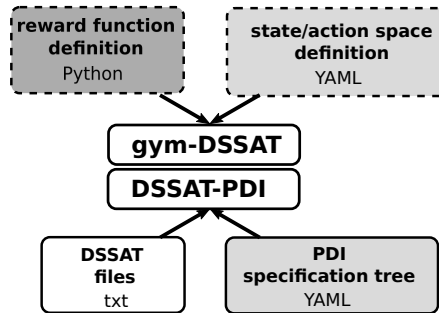 reward function
definition
Python
state/action space
definition
YAML
gym-DSSAT
DSSAT-PDI
DSSAT
files
txt
PDI
specification tree
YAML